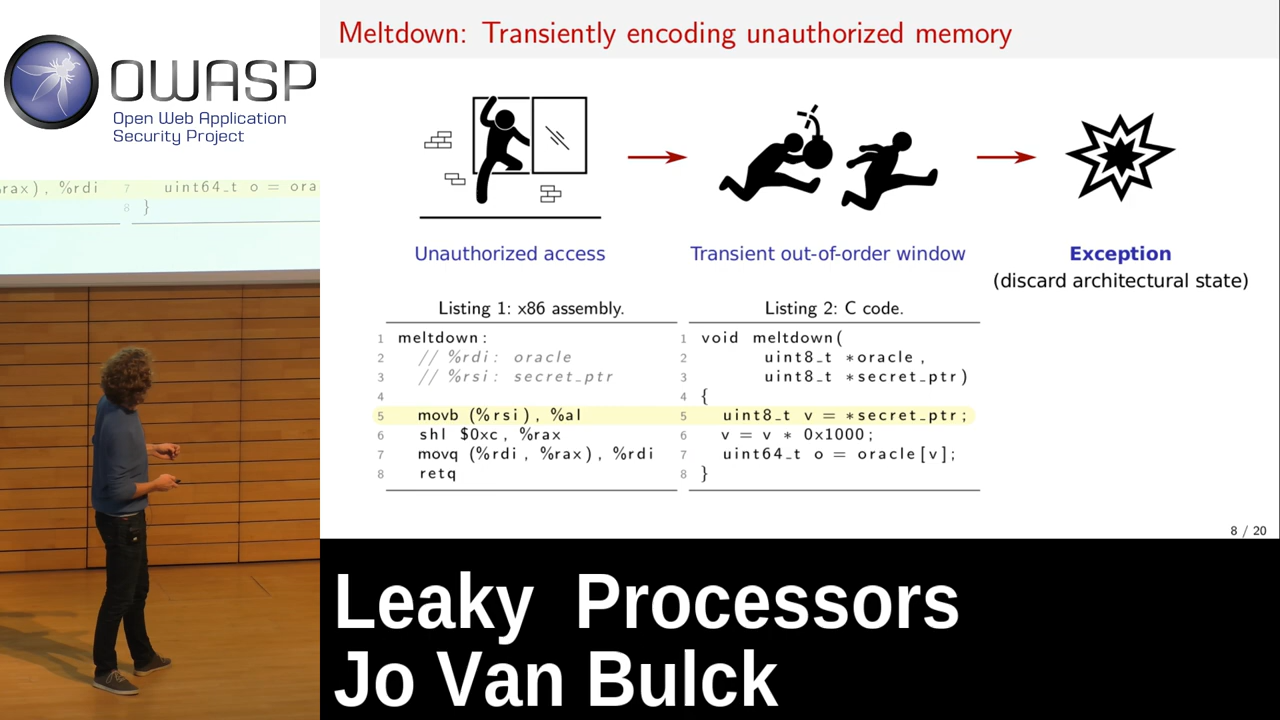 OWASP
Open Web Application
Security Project
rax), %rdi 7 uint64_t o = ora
8 }
Meltdown: Transiently encoding unauthorized memory
Unauthorized access
Transient out-of-order window
Exception
(discard architectural state)
Listing 1: x86 assembly.
1 meltdown:
2 // %rdi: oracle
3 // %rsi: secret_ptr
4
5 movb (%rsi), %al
6 shl $0xc, %rax
7 movq (%rdi, %rax), %rdi
8 retq
Listing 2: C code.
1 void meltdown(
2 uint8_t *oracle,
3 uint8_t *secret_ptr)
4 {
5 uint8_t v = *secret_ptr;
6 v = v * 0x1000;
7 uint64_t o = oracle[v];
8 }
8 / 20
Leaky Processors
Jo Van Bulck